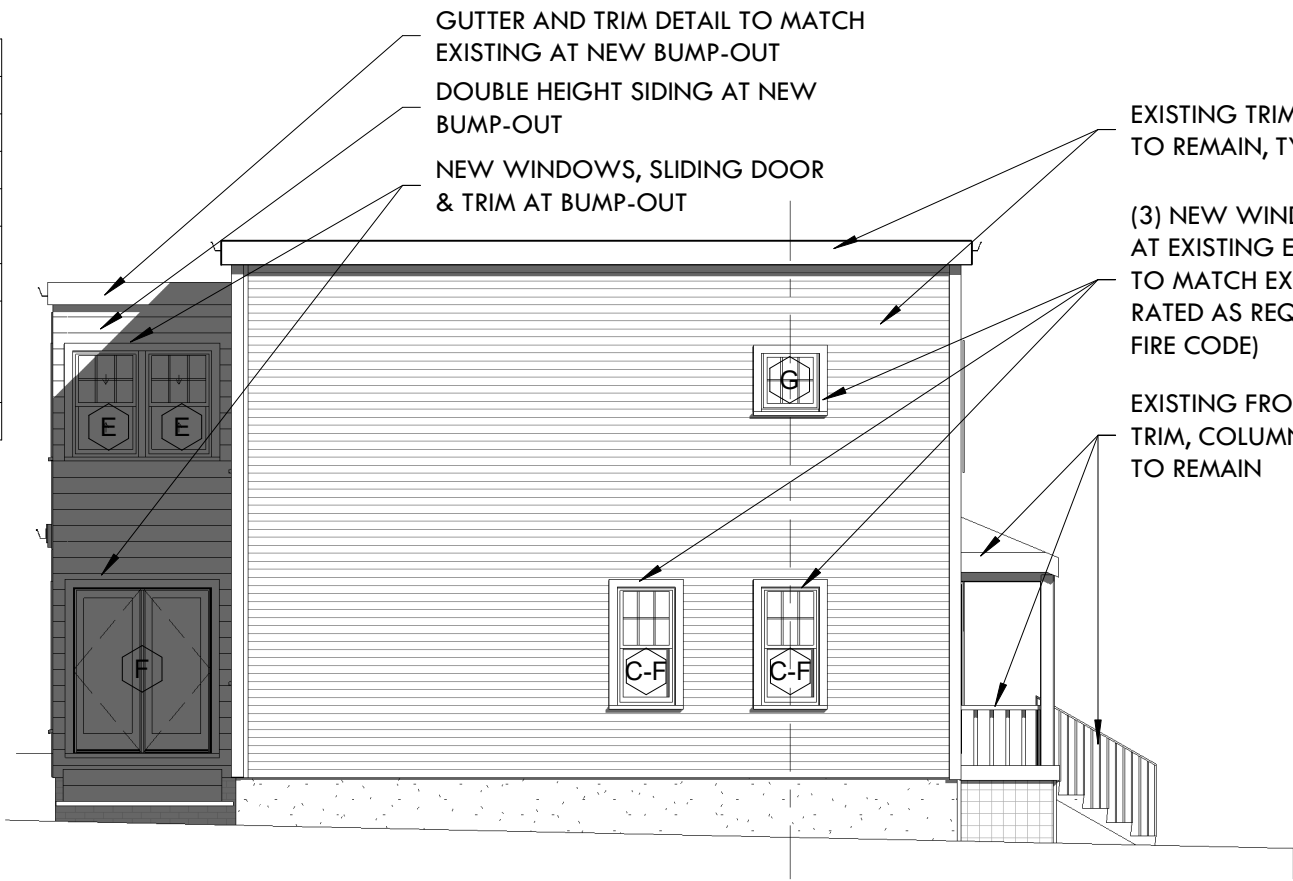 GUTTER AND TRIM DETAIL TO MATCH
EXISTING AT NEW BUMP-OUT
DOUBLE HEIGHT SIDING AT NEW
BUMP-OUT
NEW WINDOWS, SLIDING DOOR
& TRIM AT BUMP-OUT
EXISTING TRIM
TO REMAIN,
(3) NEW
AT EXISTING
TO MATCH
RATED AS
FIRE CODE)
EXISTING
TRIM,
TO REMAIN
G
E E
F
C-F C-F